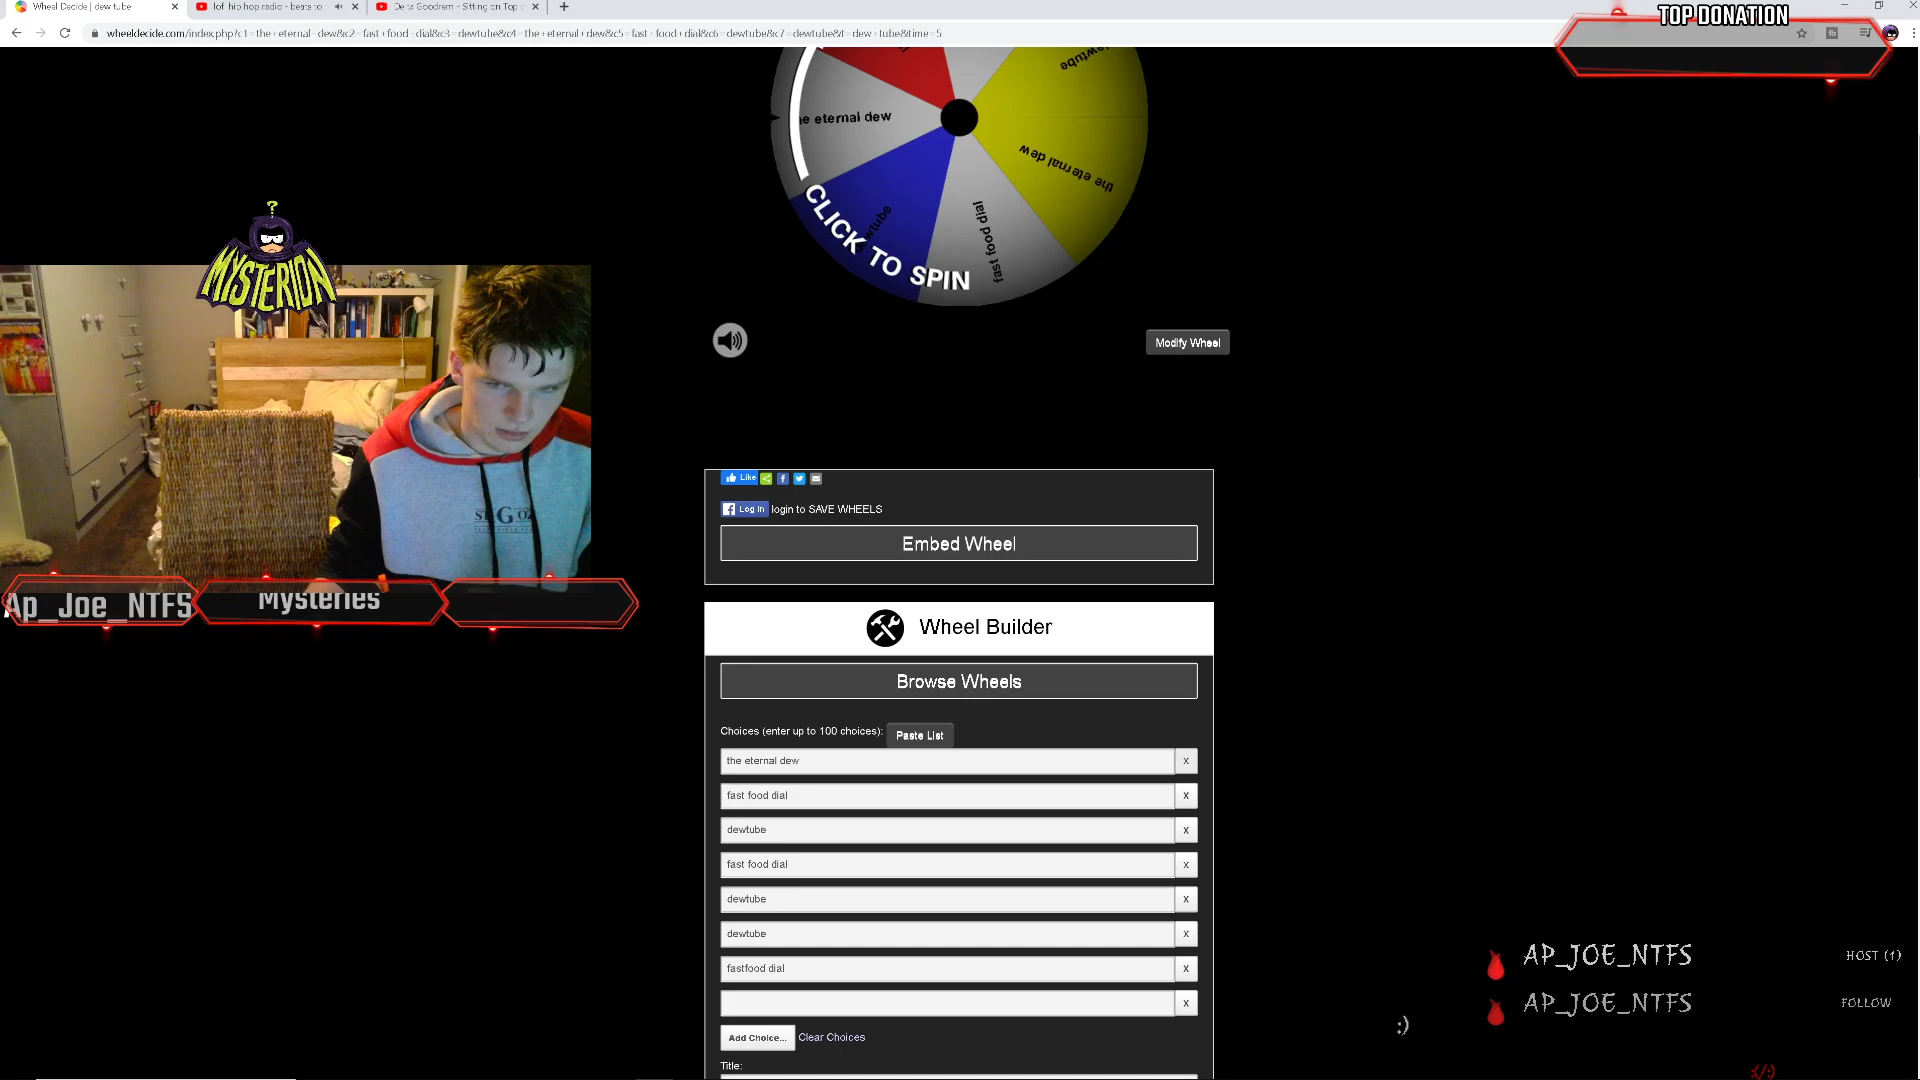 Wheel Decide | dew tube
lofi hip hop radio - beats to
Delta Goodrem - Sitting on Top o
TOP DONATION
wheeldecide.com/index.php?c1=the+eternal+dew&c2=fast+food+dial&c3=dewtube&c4=the+eternal+dew&c5=fast+food+dial&c6=dewtube&c7=dewtube&t=dew+tube&time=5
dewtube
he eternal dew
the eternal dew
fast food dial
wtube
CLICK TO SPIN
?
MYSTERION
Modify Wheel
Like
Log In
login to SAVE WHEELS
Embed Wheel
Ap_Joe_NTFS
Mysteries
Wheel Builder
Browse Wheels
Choices (enter up to 100 choices):
Paste List
the eternal dew X
fast food dial X
dewtube X
fast food dial X
dewtube X
dewtube X
fastfood dial X
X
Add Choice...
Clear Choices
Title:
AP_JOE_NTFS HOST (1)
AP_JOE_NTFS FOLLOW
:)
:(/:)